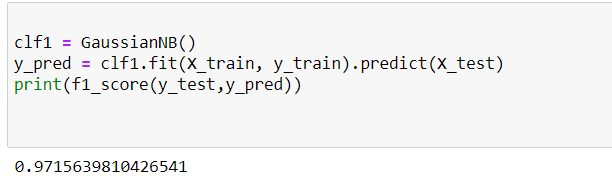 clf1 = GaussianNB()
y_pred = clf1.fit(X_train, y_train).predict(X_test)
print(f1_score(y_test,y_pred))
0.9715639810426541